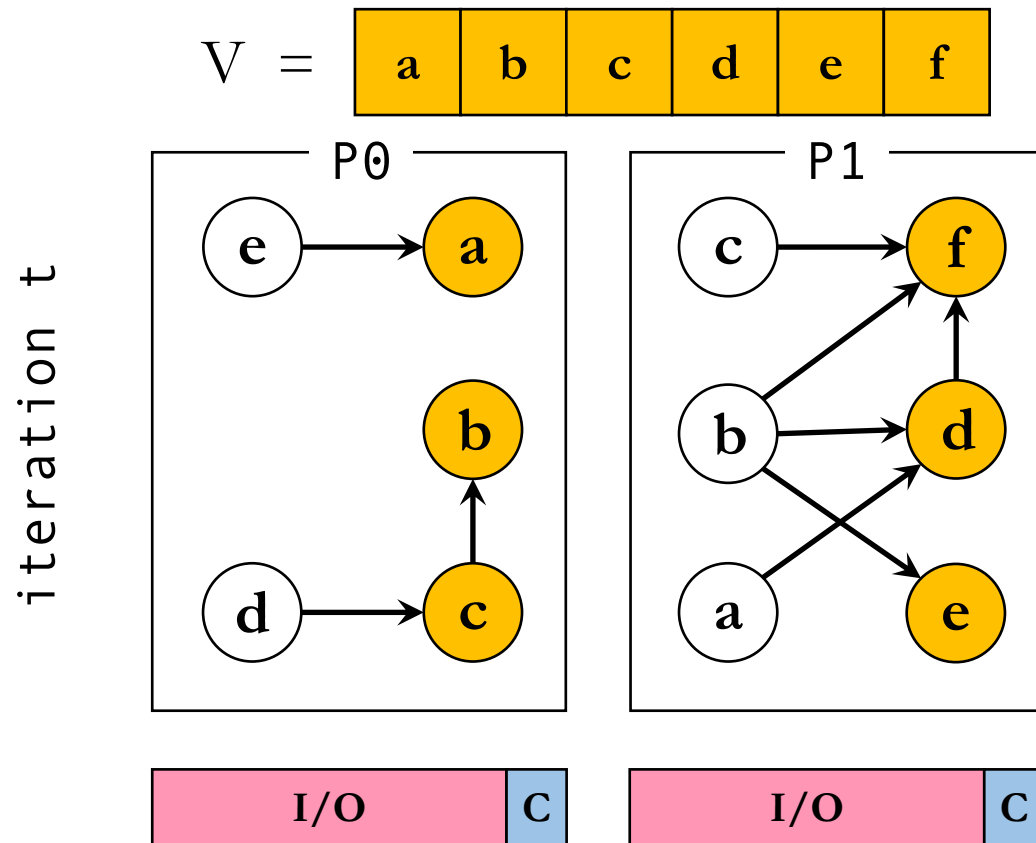 V = a b c d e f
P0 P1
e a c f
b b d
d c a e
iteration t
I/O C I/O C